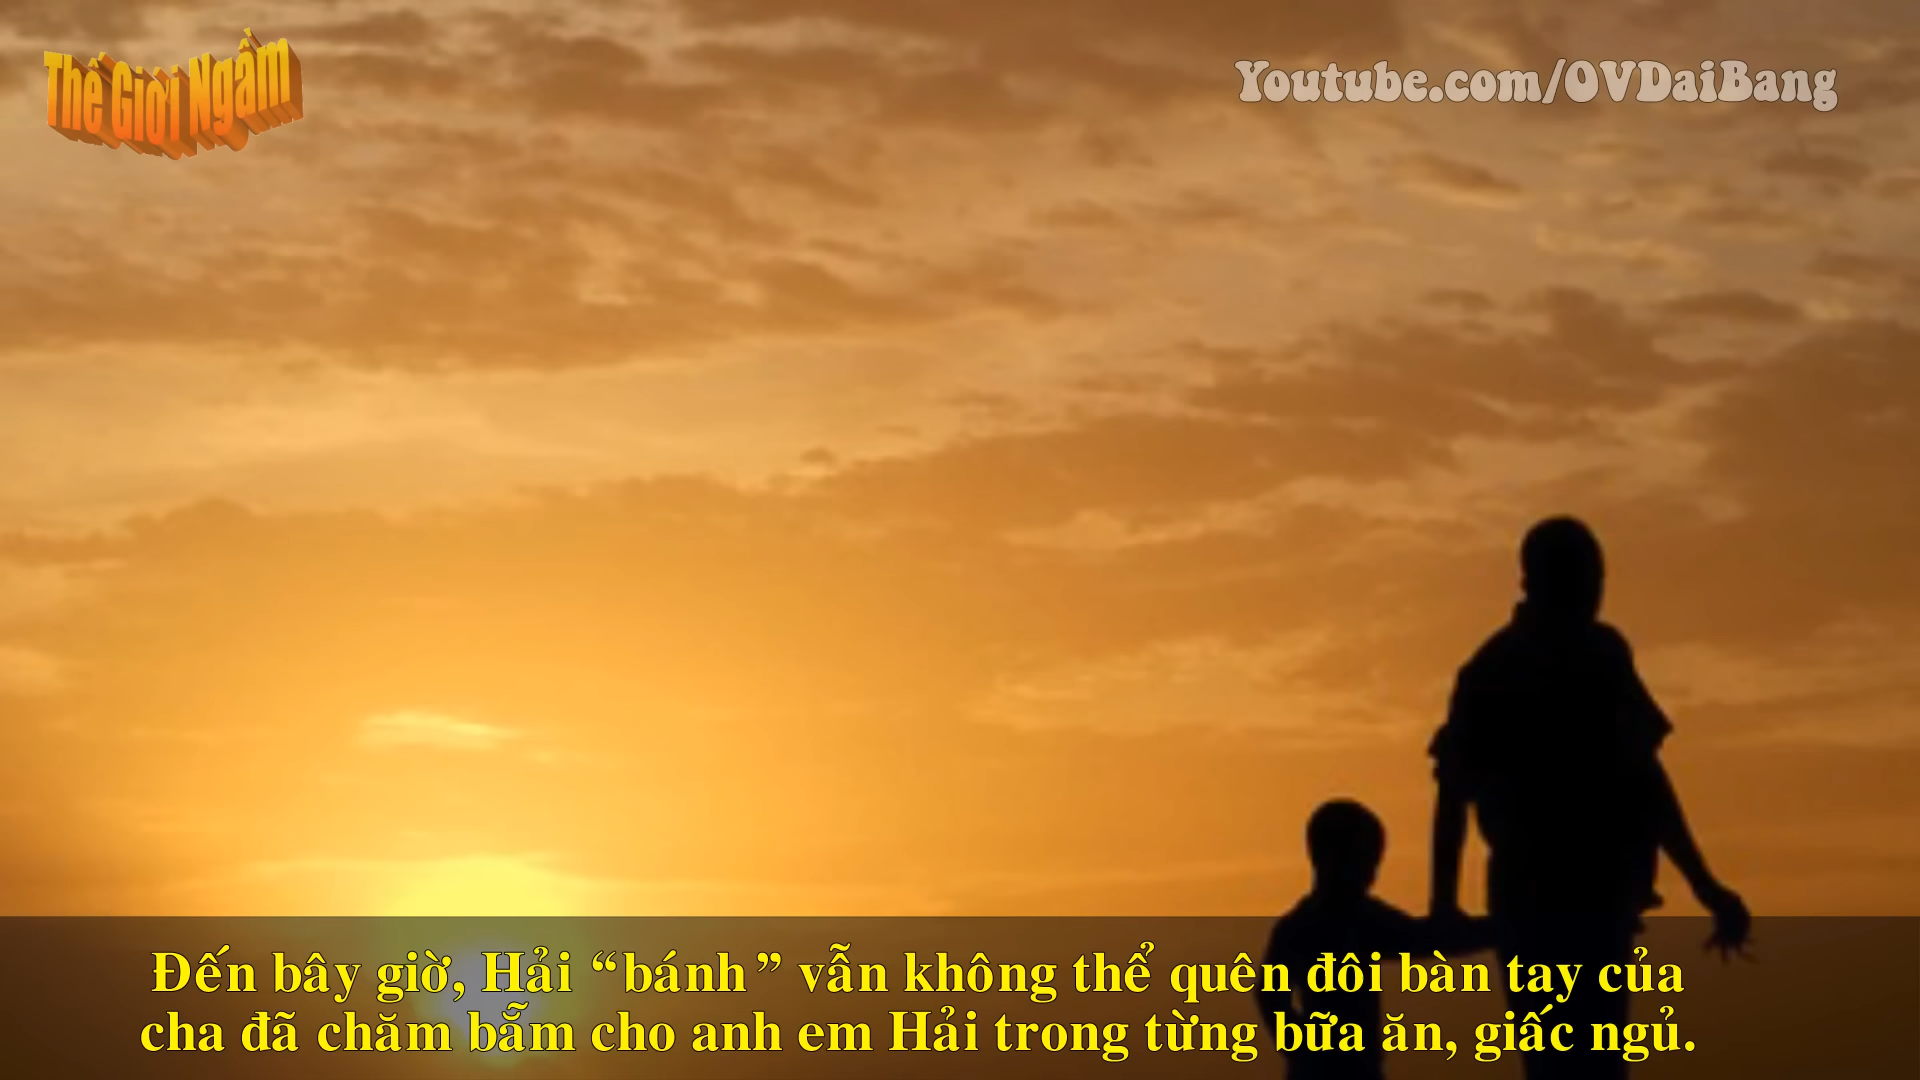 Thế Giới Ngầm
Youtube.com/OVDaiBang
Đến bây giờ, Hải “bánh” vẫn không thể quên đôi bàn tay của
cha đã chăm bẵm cho anh em Hải trong từng bữa ăn, giấc ngủ.